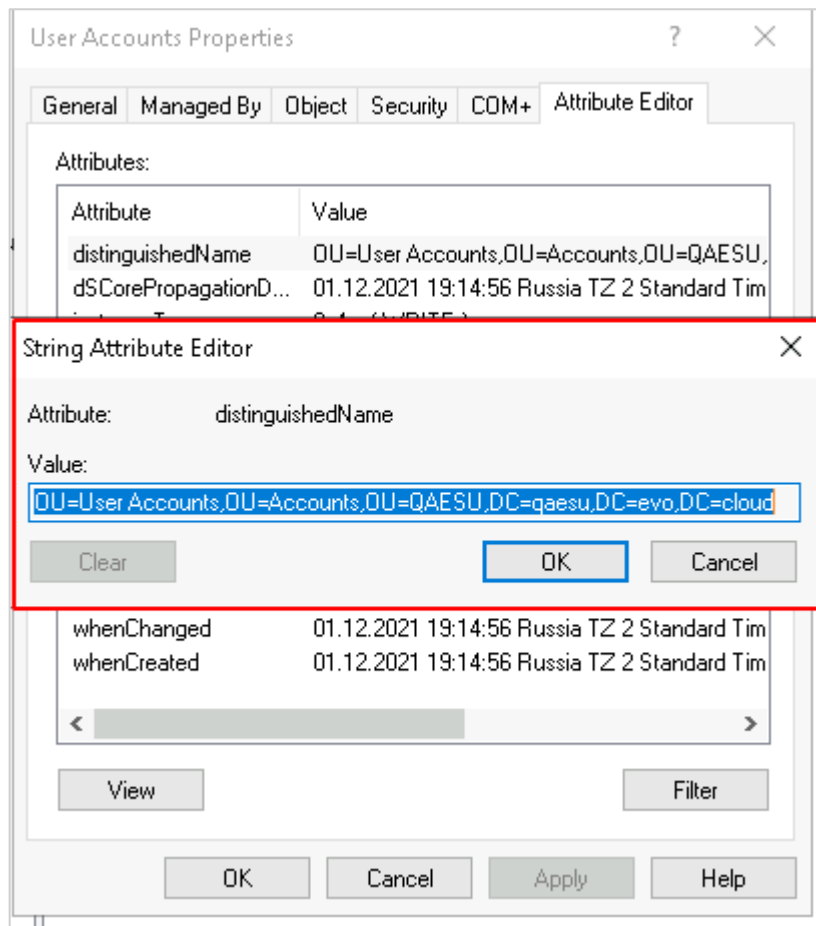 User Accounts Properties ?
General Managed By Object Security COM+ Attribute Editor
Attributes:
Attribute Value
distinguishedName OU=User Accounts,OU=Accounts,OU=QAESU,
dSCorePropagationD... 01.12.2021 19:14:56 Russia TZ 2 Standard Tim
String Attribute Editor
Attribute: distinguishedName
Value:
OU=User Accounts,OU=Accounts,OU=QAESU,DC=qaesu,DC=evo,DC=cloud
Clear OK Cancel
whenChanged 01.12.2021 19:14:56 Russia TZ 2 Standard Tim
whenCreated 01.12.2021 19:14:56 Russia TZ 2 Standard Tim
View Filter
OK Cancel Apply Help